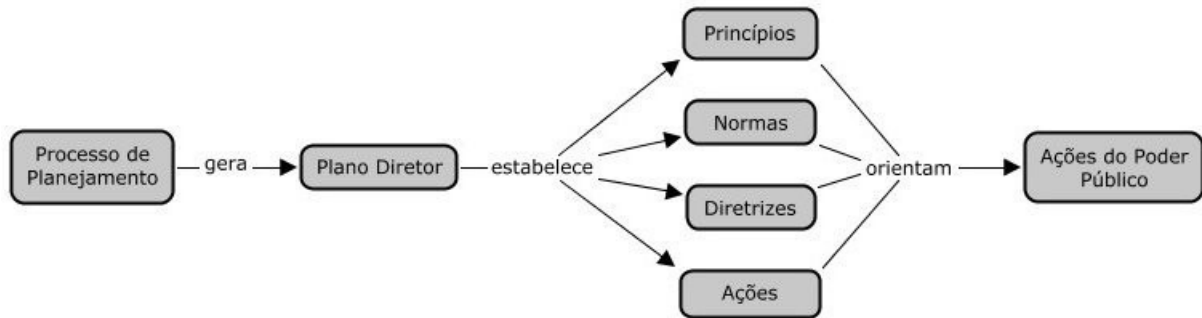 Processo de
Planejamento
gera
Plano Diretor
estabelece
Princípios
Normas
Diretrizes
Ações
orientam
Ações do Poder
Público